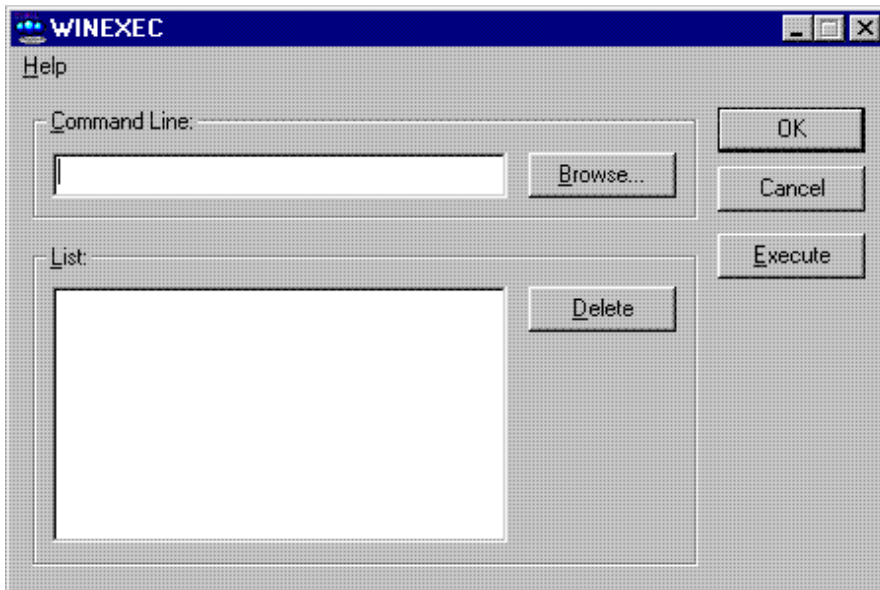 WINEXEC
Help
Command Line:
Browse...
OK
Cancel
List:
Execute
Delete